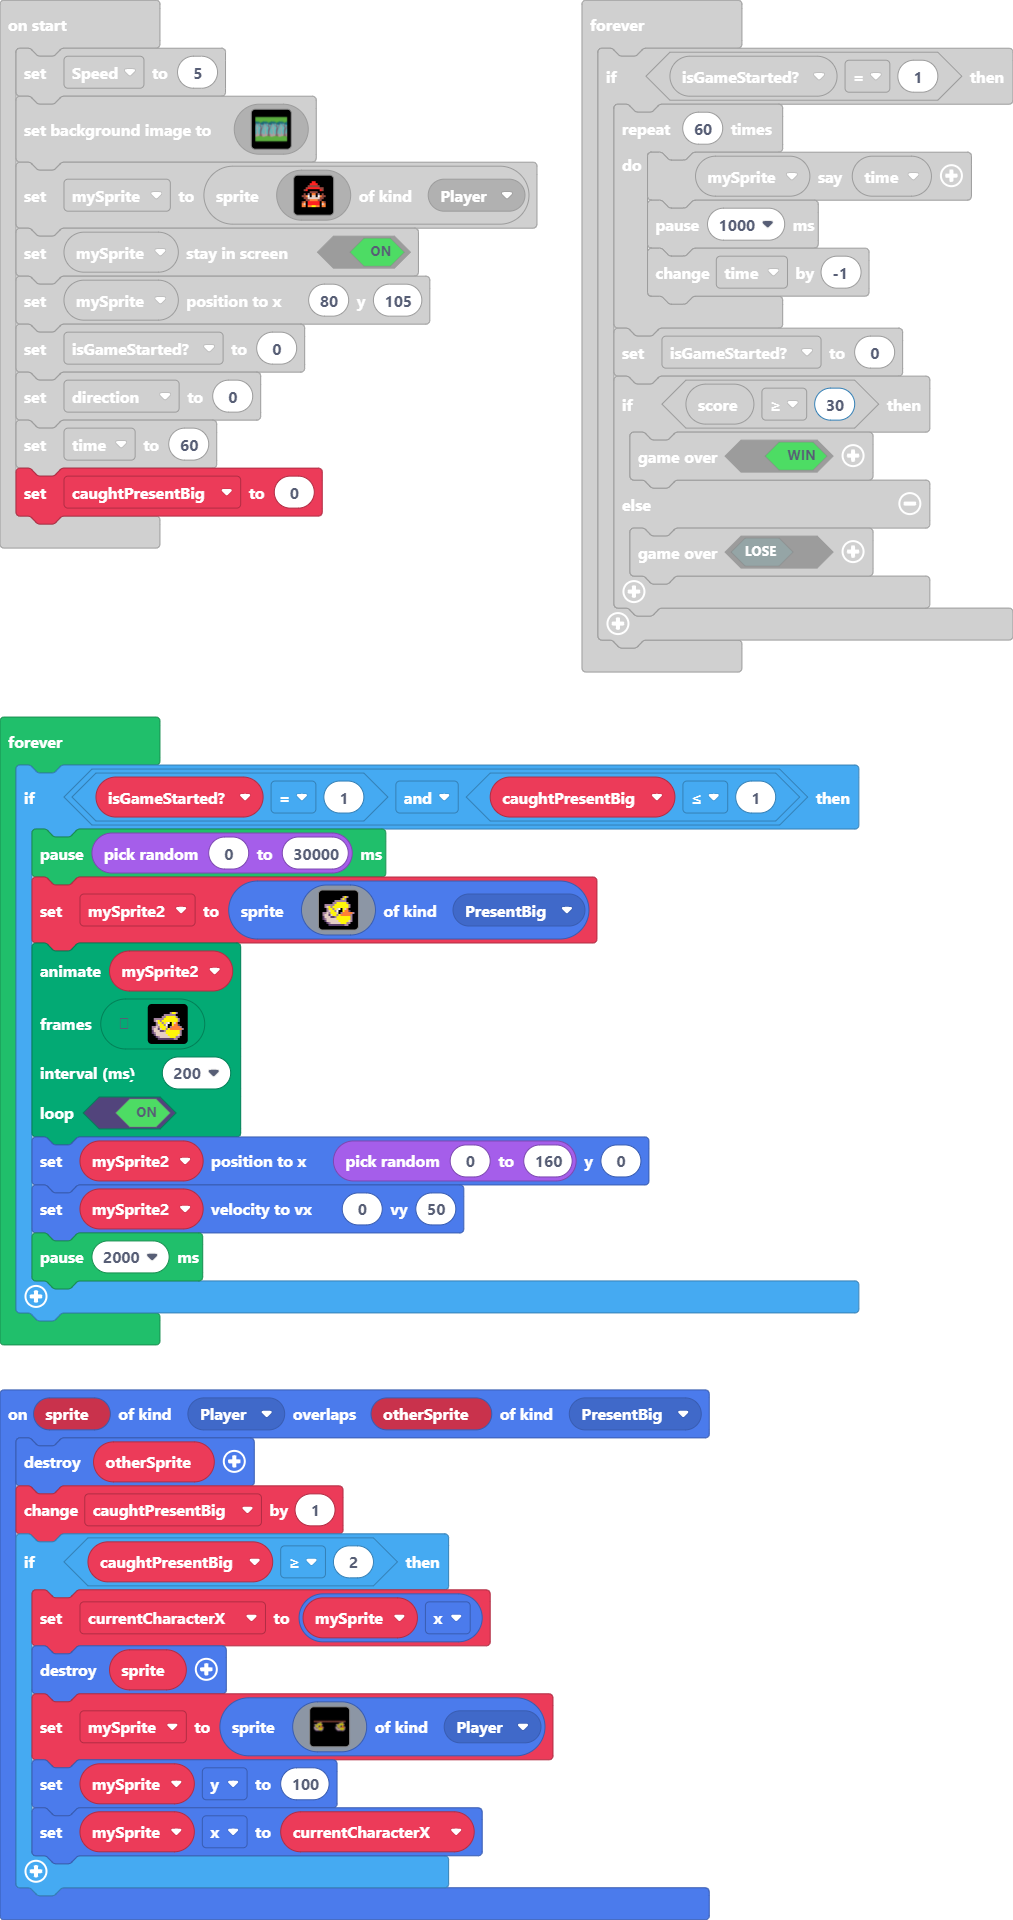 on start
set Speed to 5
set background image to
set mySprite to sprite of kind Player
set mySprite stay in screen ON
set mySprite position to x 80 y 105
set isGameStarted? to 0
set direction to 0
set time to 60
set caughtPresentBig to 0
forever
if isGameStarted? = 1 then
repeat 60 times
do mySprite say time
pause 1000 ms
change time by -1
set isGameStarted? to 0
if score ≥ 30 then
game over WIN
else
game over LOSE
forever
if isGameStarted? = 1 and caughtPresentBig ≤ 1 then
pause pick random 0 to 30000 ms
set mySprite2 to sprite of kind PresentBig
animate mySprite2
frames
interval (ms) 200
loop ON
set mySprite2 position to x pick random 0 to 160 y 0
set mySprite2 velocity to vx 0 vy 50
pause 2000 ms
on sprite of kind Player overlaps otherSprite of kind PresentBig
destroy otherSprite
change caughtPresentBig by 1
if caughtPresentBig ≥ 2 then
set currentCharacterX to mySprite x
destroy sprite
set mySprite to sprite of kind Player
set mySprite y to 100
set mySprite x to currentCharacterX